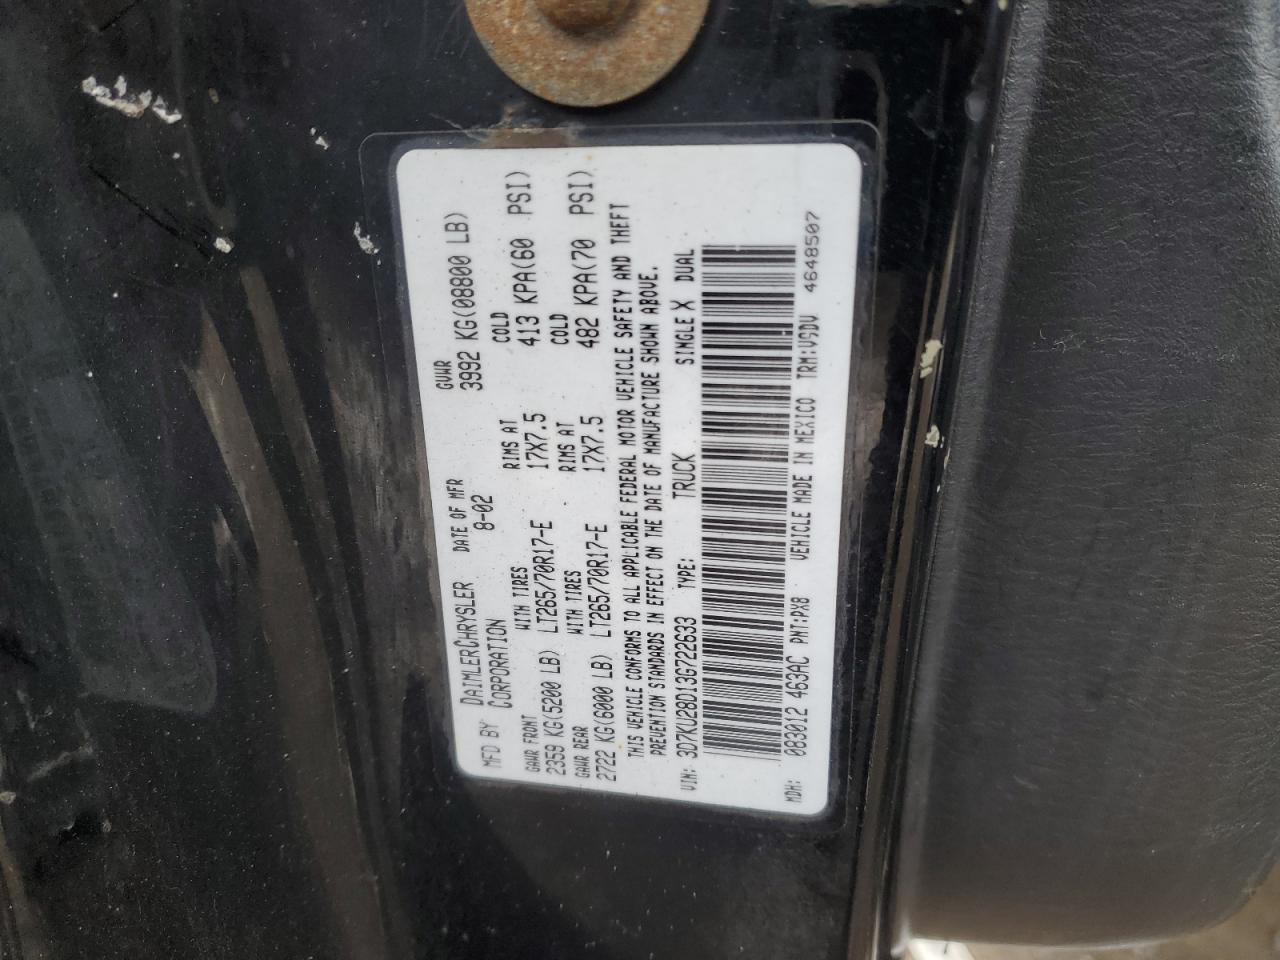 MFD BY DAIMLERCHRYSLER CORPORATION DATE OF MFR 8-02 GVWR 3992 KG(08800 LB)
GAWR FRONT WITH TIRES RIMS AT COLD
2359 KG(5200 LB) LT265/70R17-E 17X7.5 413 KPA(60 PSI)
GAWR REAR WITH TIRES RIMS AT COLD
2722 KG(6000 LB) LT265/70R17-E 17X7.5 482 KPA(70 PSI)
THIS VEHICLE CONFORMS TO ALL APPLICABLE FEDERAL MOTOR VEHICLE SAFETY AND THEFT
PREVENTION STANDARDS IN EFFECT ON THE DATE OF MANUFACTURE SHOWN ABOVE.
VIN: 3D7KU28D13G722633 TYPE: TRUCK SINGLE X DUAL
MDH: 083012 463AC PNT:PX8 VEHICLE MADE IN MEXICO TRM:V9DV 4648507